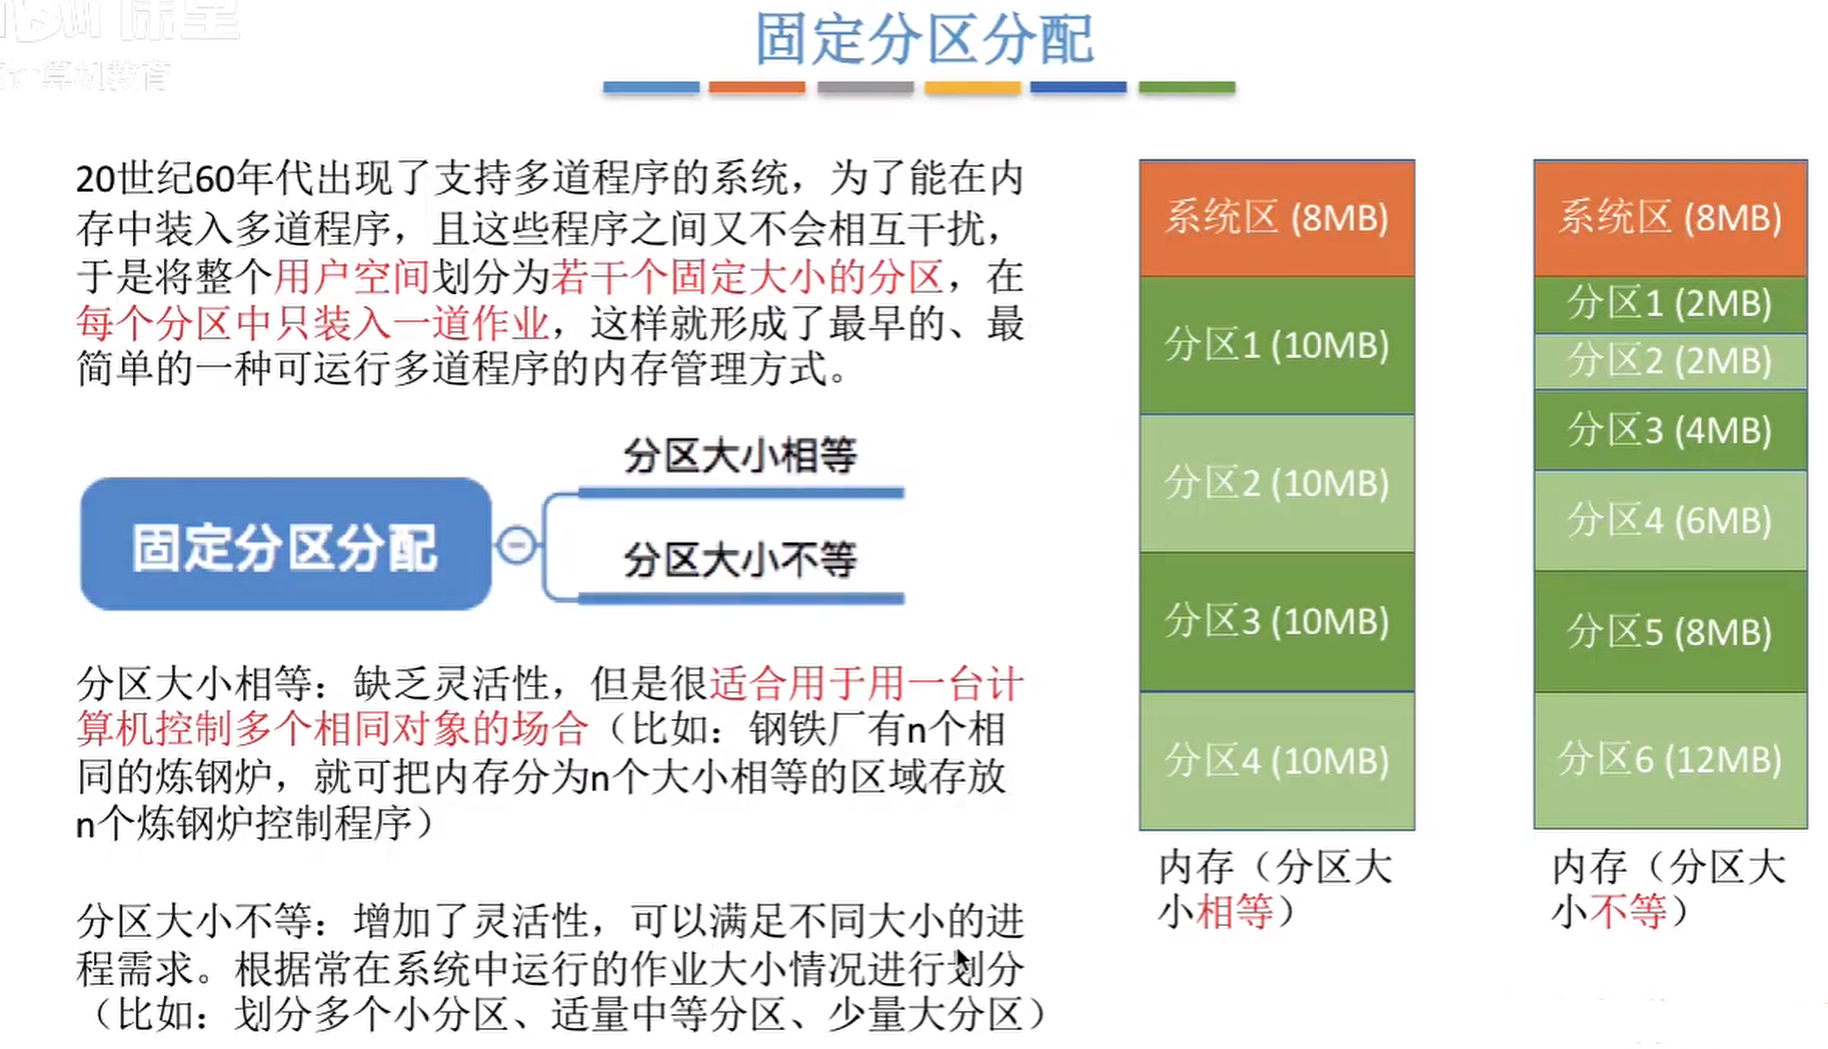 课堂
计算机教育
固定分区分配
20世纪60年代出现了支持多道程序的系统，为了能在内
存中装入多道程序，且这些程序之间又不会相互干扰，
于是将整个用户空间划分为若干个固定大小的分区，在
每个分区中只装入一道作业，这样就形成了最早的、最
简单的一种可运行多道程序的内存管理方式。
固定分区分配
分区大小相等
分区大小不等
分区大小相等：缺乏灵活性，但是很适合用于用一台计
算机控制多个相同对象的场合（比如：钢铁厂有n个相
同的炼钢炉，就可把内存分为n个大小相等的区域存放
n个炼钢炉控制程序）
分区大小不等：增加了灵活性，可以满足不同大小的进
程需求。根据常在系统中运行的作业大小情况进行划分
（比如：划分多个小分区、适量中等分区、少量大分区）
系统区 (8MB)
分区1 (10MB)
分区2 (10MB)
分区3 (10MB)
分区4 (10MB)
内存（分区大
小相等）
系统区 (8MB)
分区1 (2MB)
分区2 (2MB)
分区3 (4MB)
分区4 (6MB)
分区5 (8MB)
分区6 (12MB)
内存（分区大
小不等）